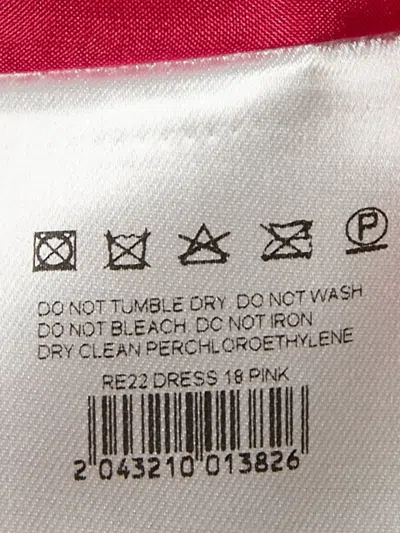 P
DO NOT TUMBLE DRY. DO NOT WASH
DO NOT BLEACH. DO NOT IRON
DRY CLEAN PERCHLOROETHYLENE
RE22 DRESS 18 PINK
2 043210 013826